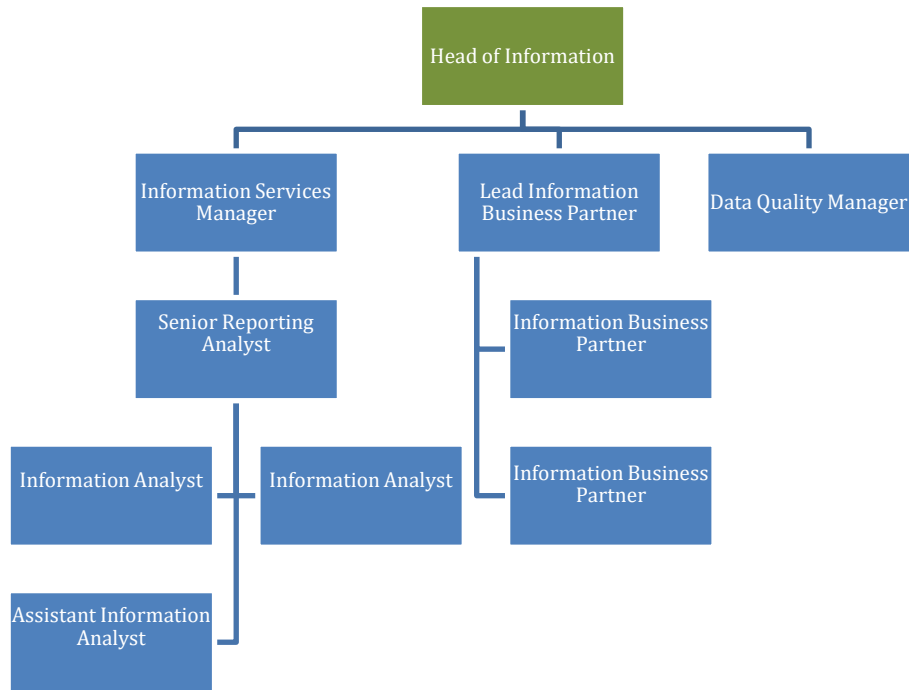 Head of Information
Information Services
Manager
Lead Information
Business Partner
Data Quality Manager
Senior Reporting
Analyst
Information Business
Partner
Information Analyst
Information Analyst
Information Business
Partner
Assistant Information
Analyst